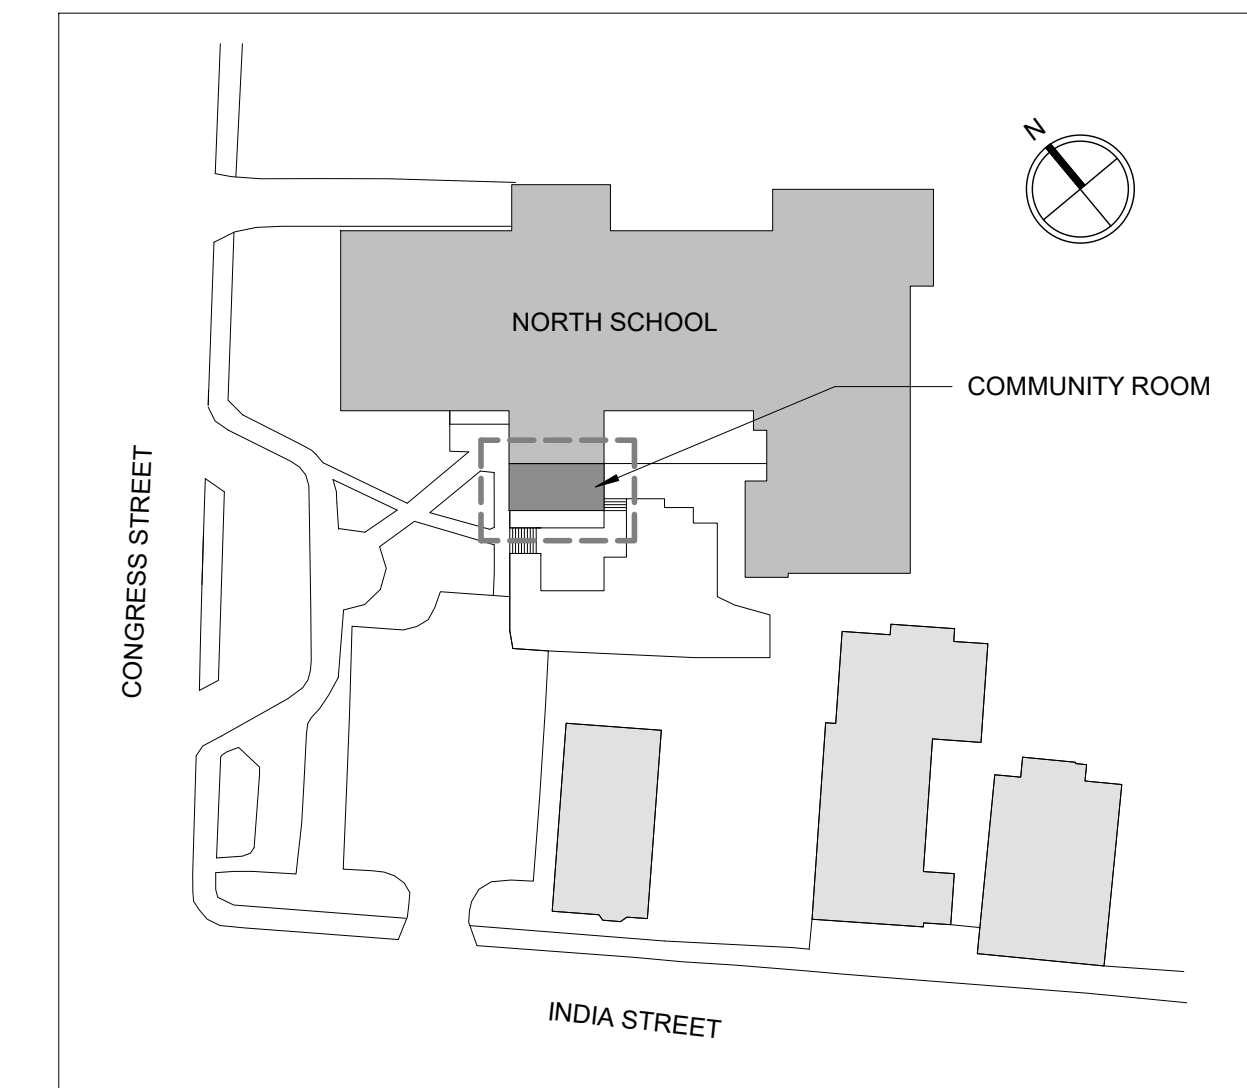 N
NORTH SCHOOL
COMMUNITY ROOM
CONGRESS STREET
INDIA STREET